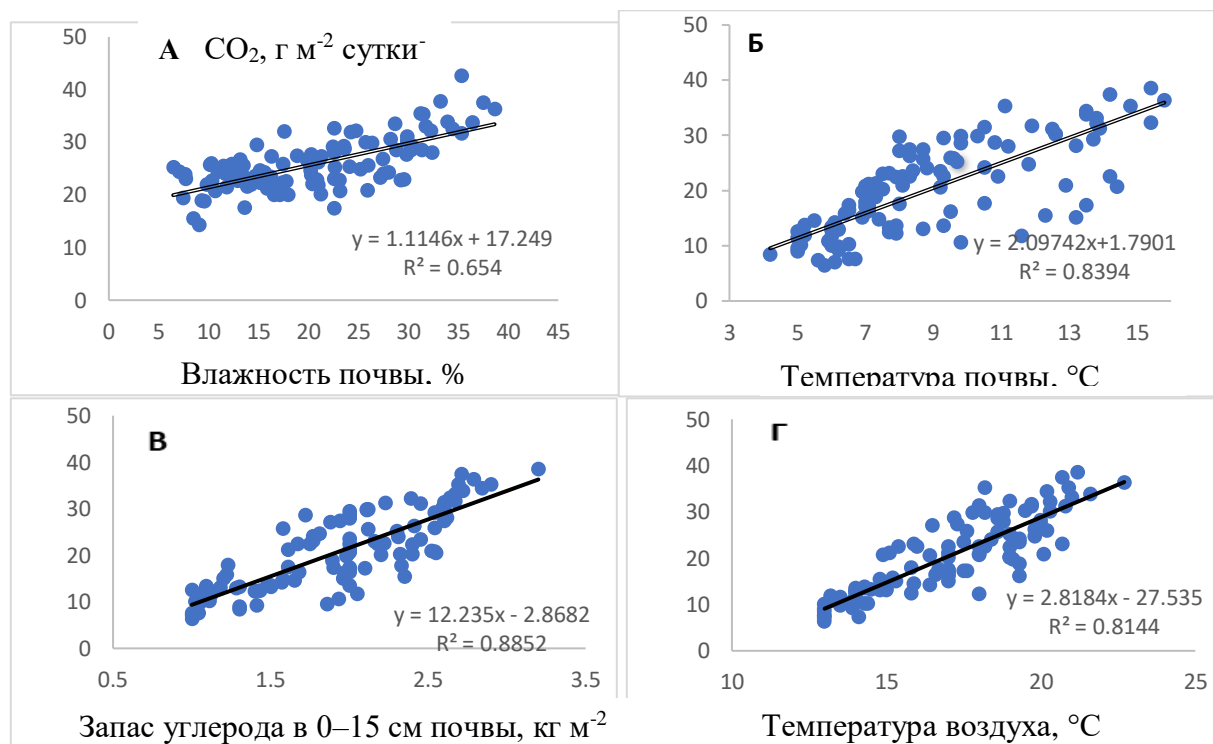 А CO₂, г м⁻² сутки⁻
50
40
30
20
10
0
y = 1.1146x + 17.249
R² = 0.654
0 5 10 15 20 25 30 35 40 45
Влажность почвы, %
Б
50
40
30
20
10
0
y = 2.09742x+1.7901
R² = 0.8394
3 5 7 9 11 13 15
Температура почвы, °С
В
50
40
30
20
10
0
y = 12.235x - 2.8682
R² = 0.8852
0.5 1.5 2.5 3.5
Запас углерода в 0–15 см почвы, кг м⁻²
Г
50
40
30
20
10
0
y = 2.8184x - 27.535
R² = 0.8144
10 15 20 25
Температура воздуха, °С